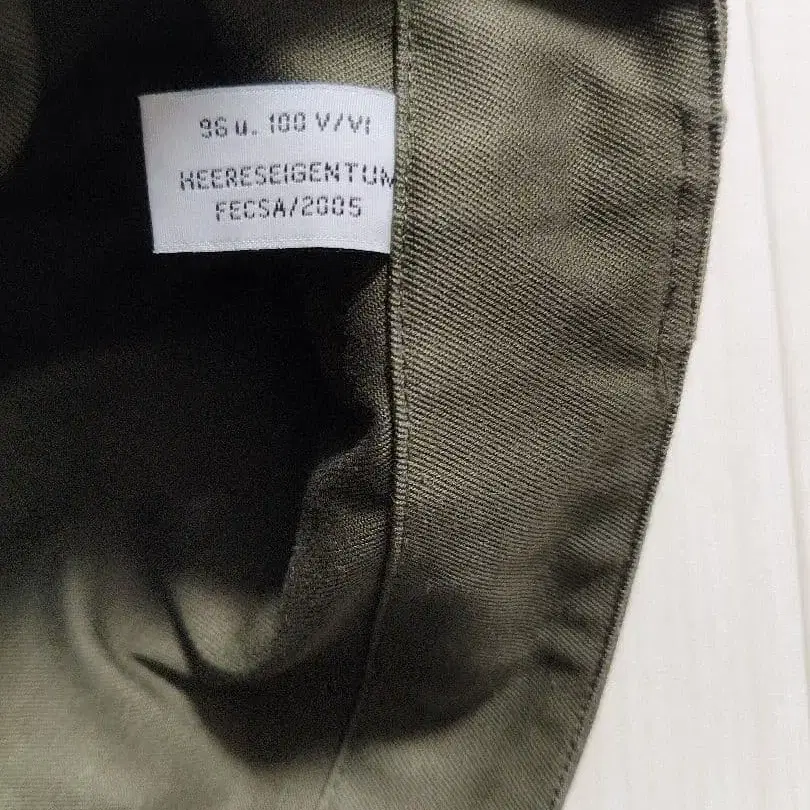 96 u. 100 V/VI
HEERESEIGENTUM
FECSA/2005